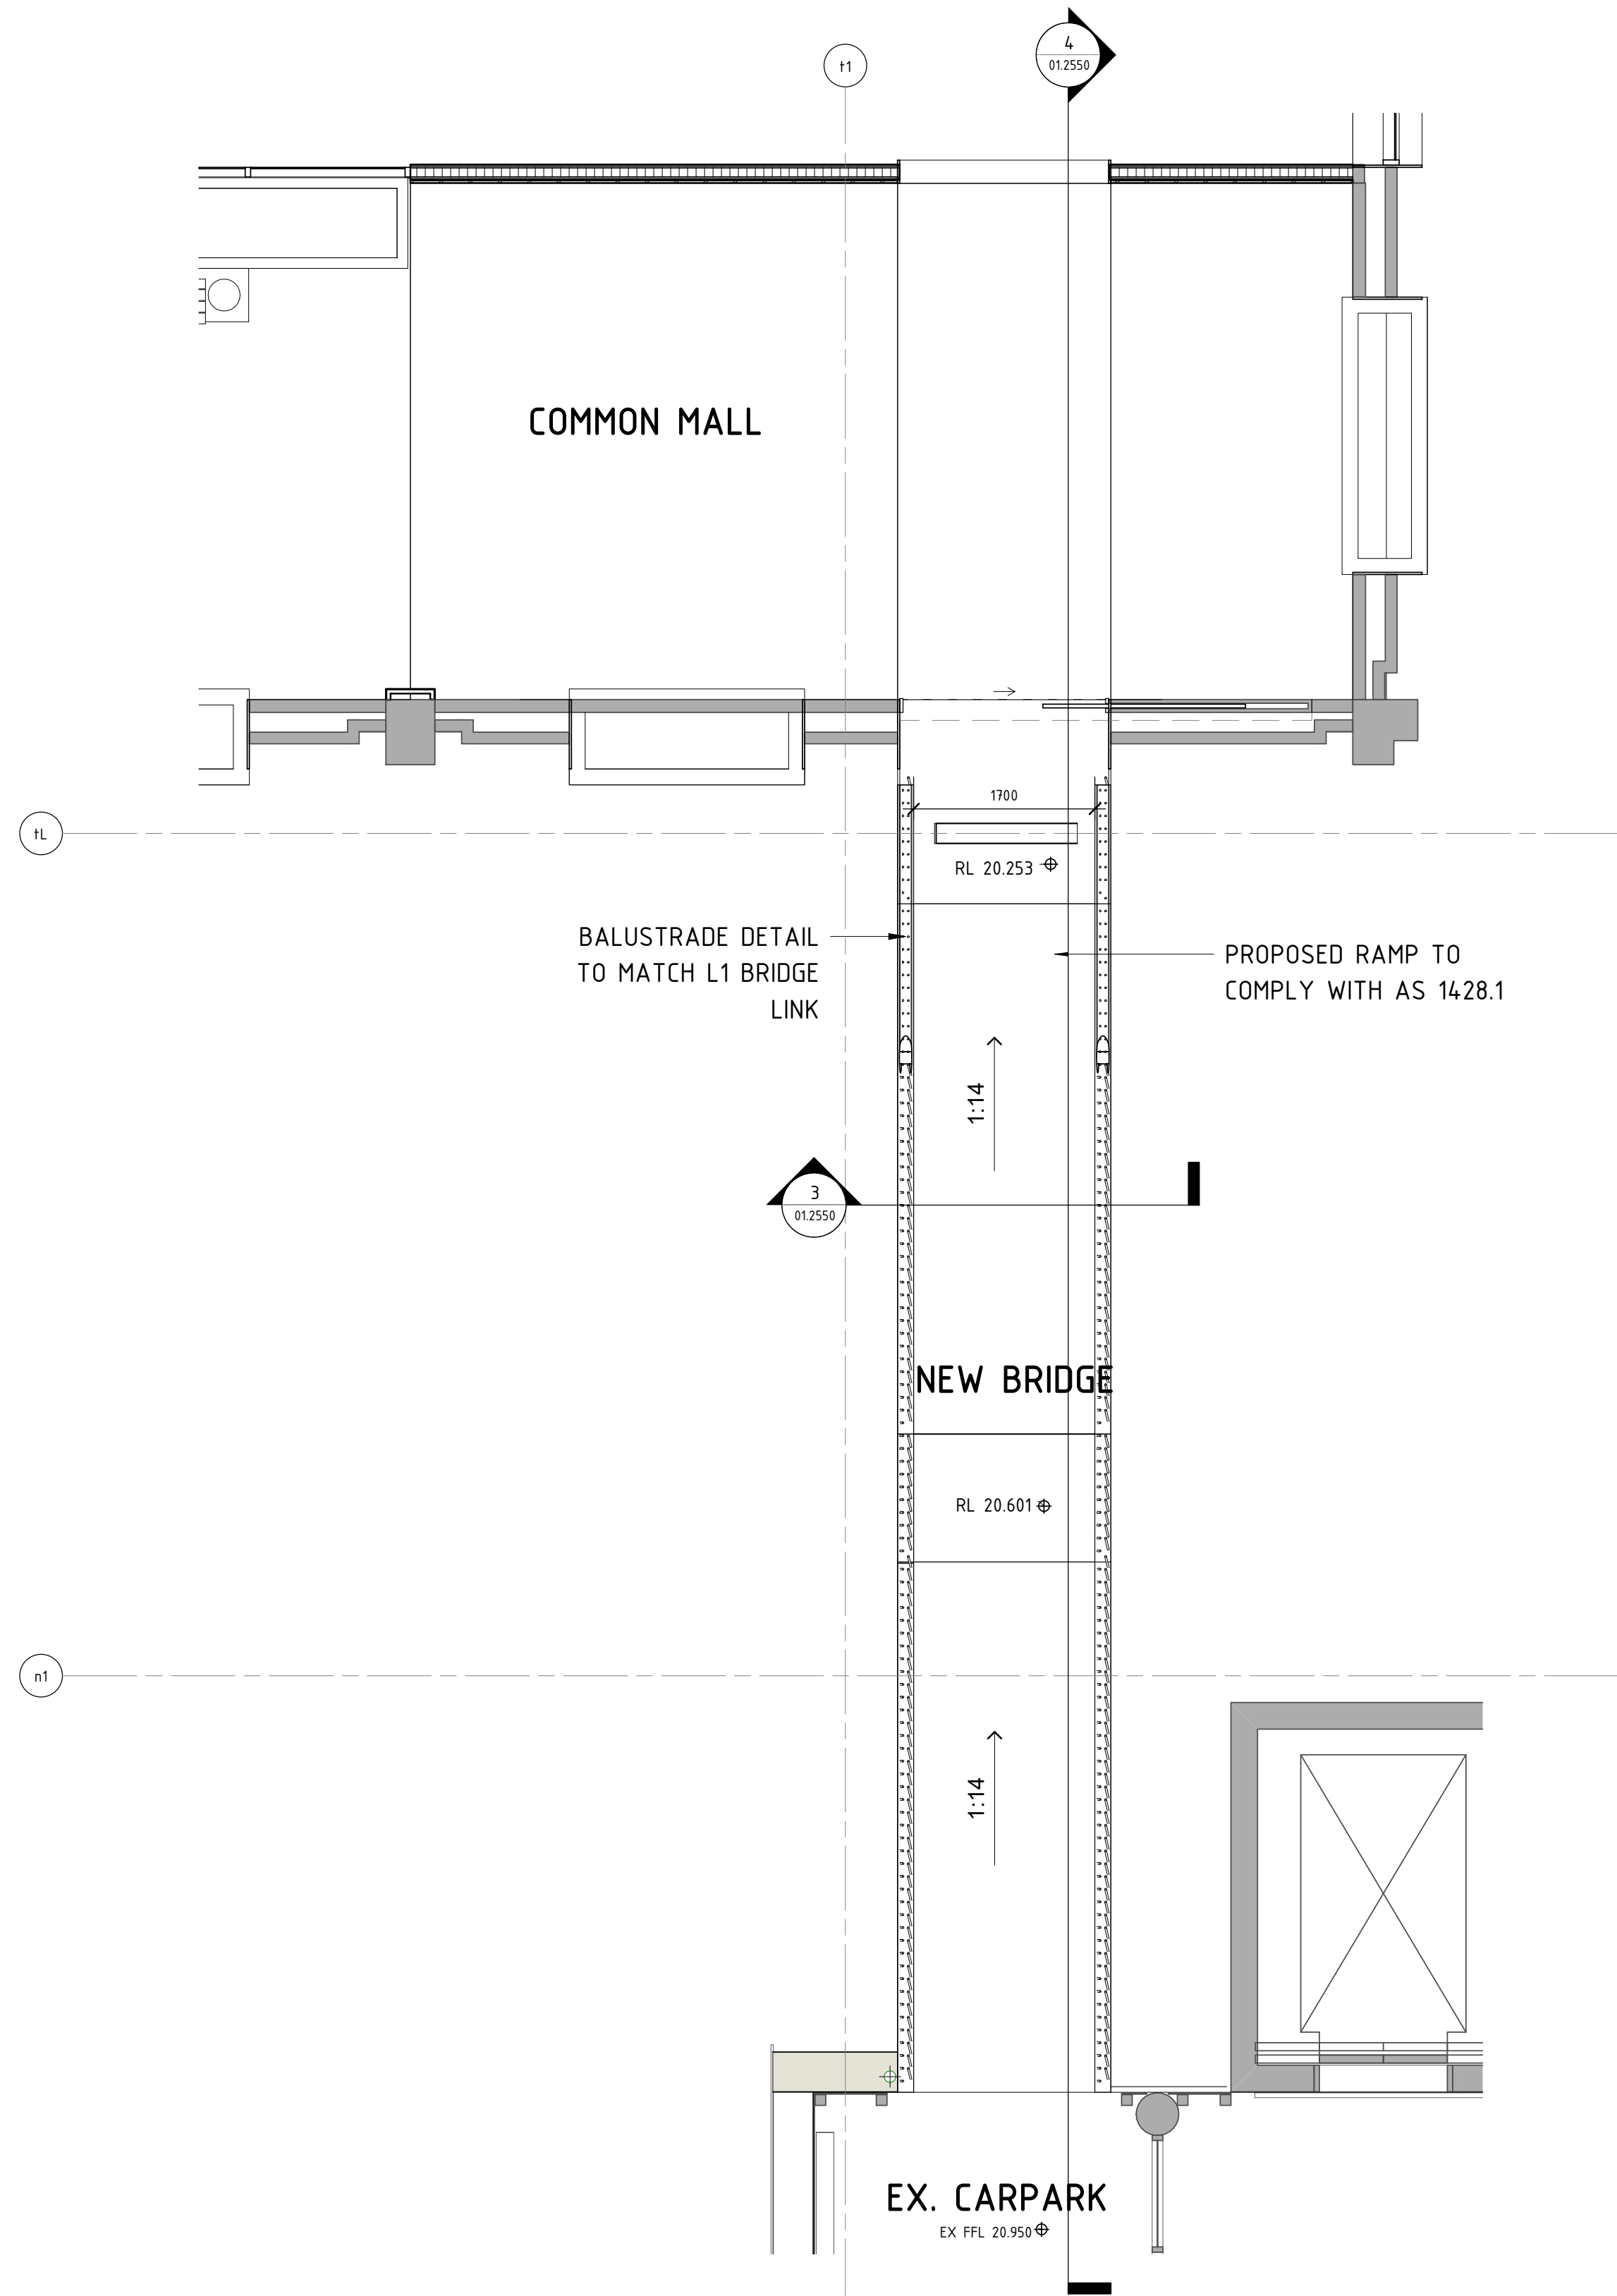 4
01.2550
t1
COMMON MALL
1700
tL
RL 20.253
BALUSTRADE DETAIL
TO MATCH L1 BRIDGE
LINK
PROPOSED RAMP TO
COMPLY WITH AS 1428.1
1:14
3
01.2550
NEW BRIDGE
RL 20.601
n1
1:14
EX. CARPARK
EX FFL 20.950